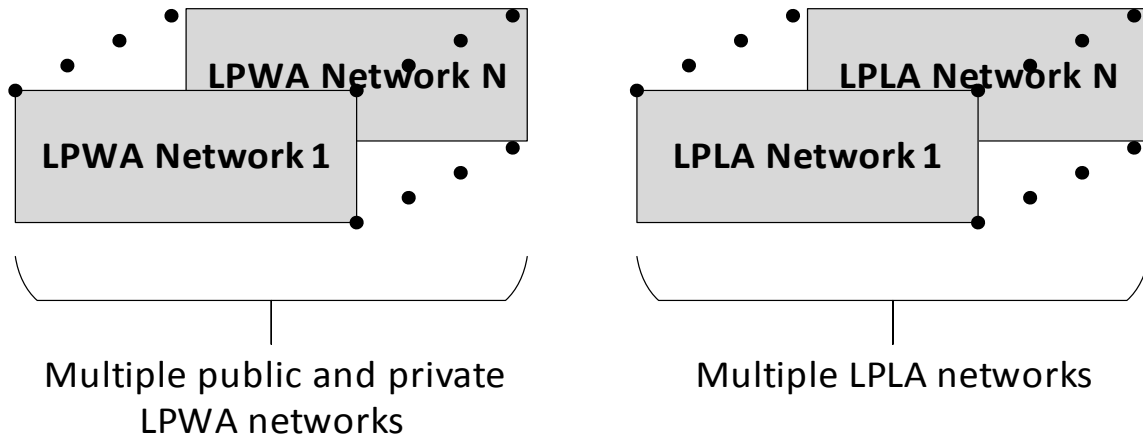 LPWA Network N
LPWA Network 1
Multiple public and private
LPWA networks
LPLA Network N
LPLA Network 1
Multiple LPLA networks